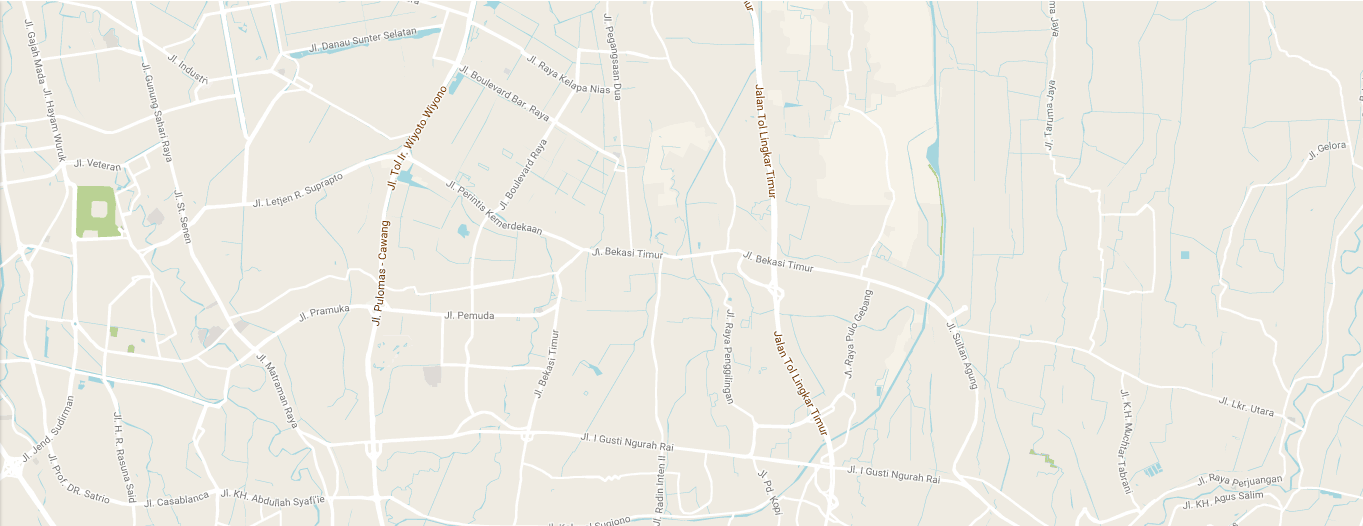 Jl. Gajah Mada
Jl. Hayam Wuruk
Jl. Industri
Jl. Gunung Sahari Raya
Jl. Danau Sunter Selatan
Jl. Boulevard Bar. Raya
Jl. Raya Kelapa Nias
Jl. Pegangsaan Dua
Jalan Tol Lingkar Timur
Jl. Taruma Jaya
Jl. Gelora
Jl. Veteran
Jl. St. Senen
Jl. Letjen R. Suprapto
Jl. Tol Ir. Wiyoto Wiyono
Jl. Boulevard Raya
Jl. Perintis Kemerdekaan
Jl. Pulomas - Cawang
Jl. Bekasi Timur
Jl. Bekasi Timur
Jl. Pramuka
Jl. Pemuda
Jl. Bekasi Timur
Jl. Raya Penggilingan
Jalan Tol Lingkar Timur
Jl. Raya Pulo Gebang
Jl. Sultan Agung
Jl. Matraman Raya
Jl. K.H. Muchtar Tabrani
Jl. Lkr. Utara
Jl. Jend. Sudirman
Jl. Prof. DR. Satrio
Jl. H. R. Rasuna Said
Jl. Casablanca
Jl. KH. Abdullah Syafi'ie
Jl. I Gusti Ngurah Rai
Jl. Radin Inten II
Jl. Pd. Kopi
Jl. I Gusti Ngurah Rai
Jl. Raya Perjuangan
Jl. KH. Agus Salim